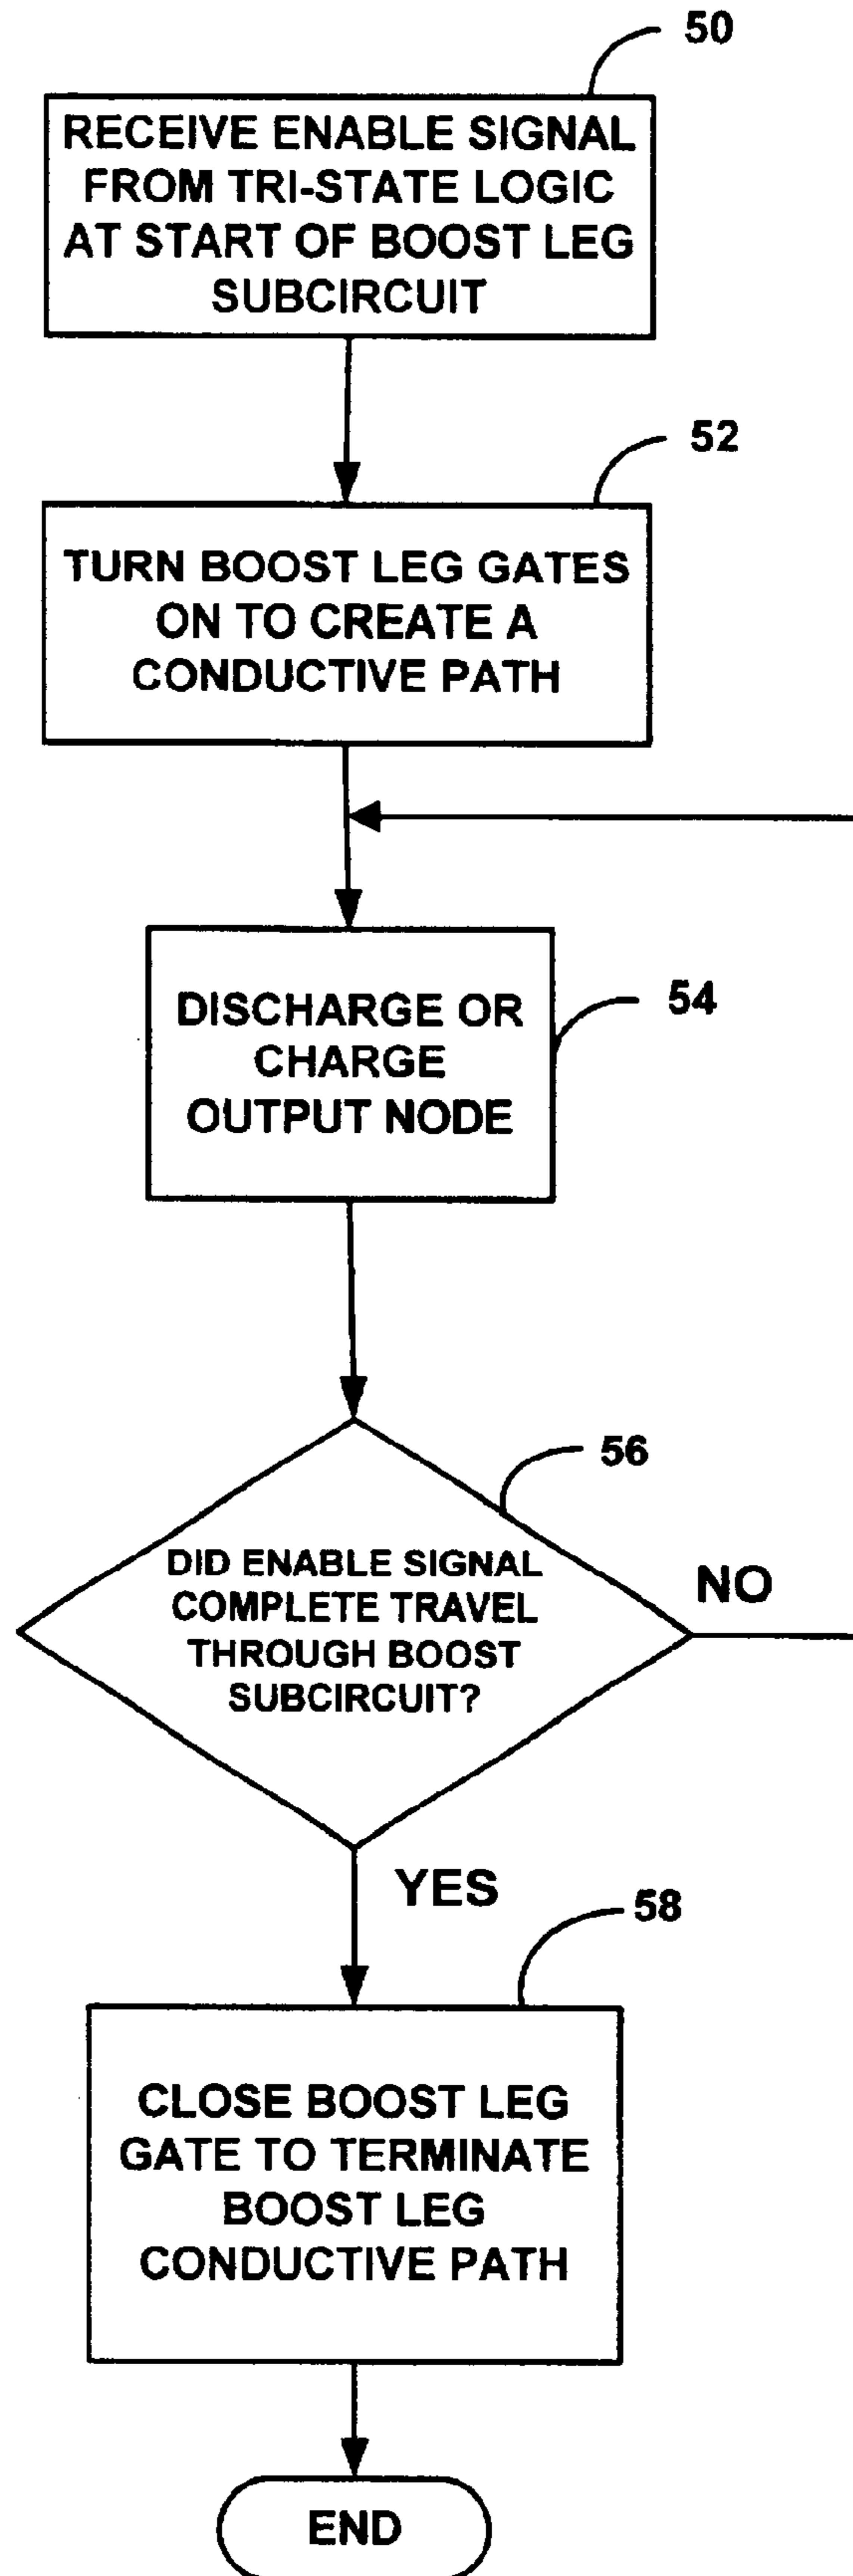 50
RECEIVE ENABLE SIGNAL
FROM TRI-STATE LOGIC
AT START OF BOOST LEG
SUBCIRCUIT
52
TURN BOOST LEG GATES
ON TO CREATE A
CONDUCTIVE PATH
54
DISCHARGE OR
CHARGE
OUTPUT NODE
56
DID ENABLE SIGNAL
COMPLETE TRAVEL
THROUGH BOOST
SUBCIRCUIT?
NO
YES
58
CLOSE BOOST LEG
GATE TO TERMINATE
BOOST LEG
CONDUCTIVE PATH
END